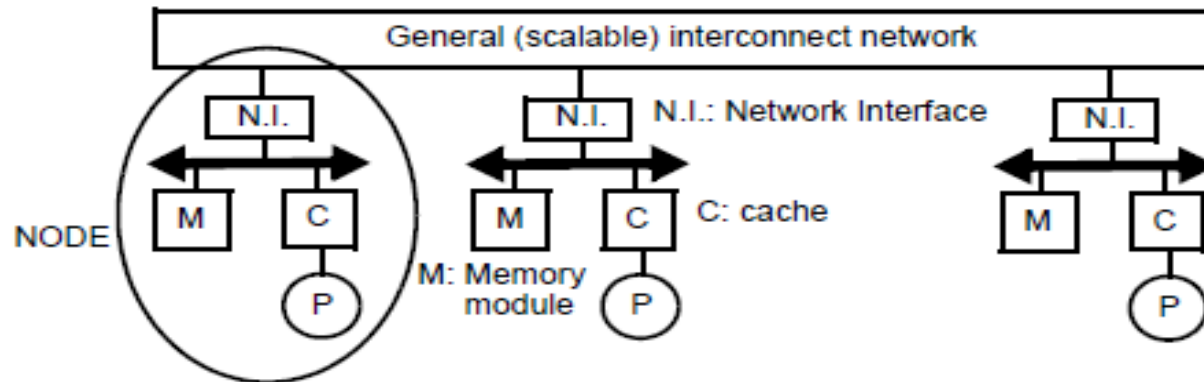 General (scalable) interconnect network
N.I.
N.I.
N.I.: Network Interface
N.I.
M
C
M
C
C: cache
M
C
NODE
M: Memory
module
P
P
P